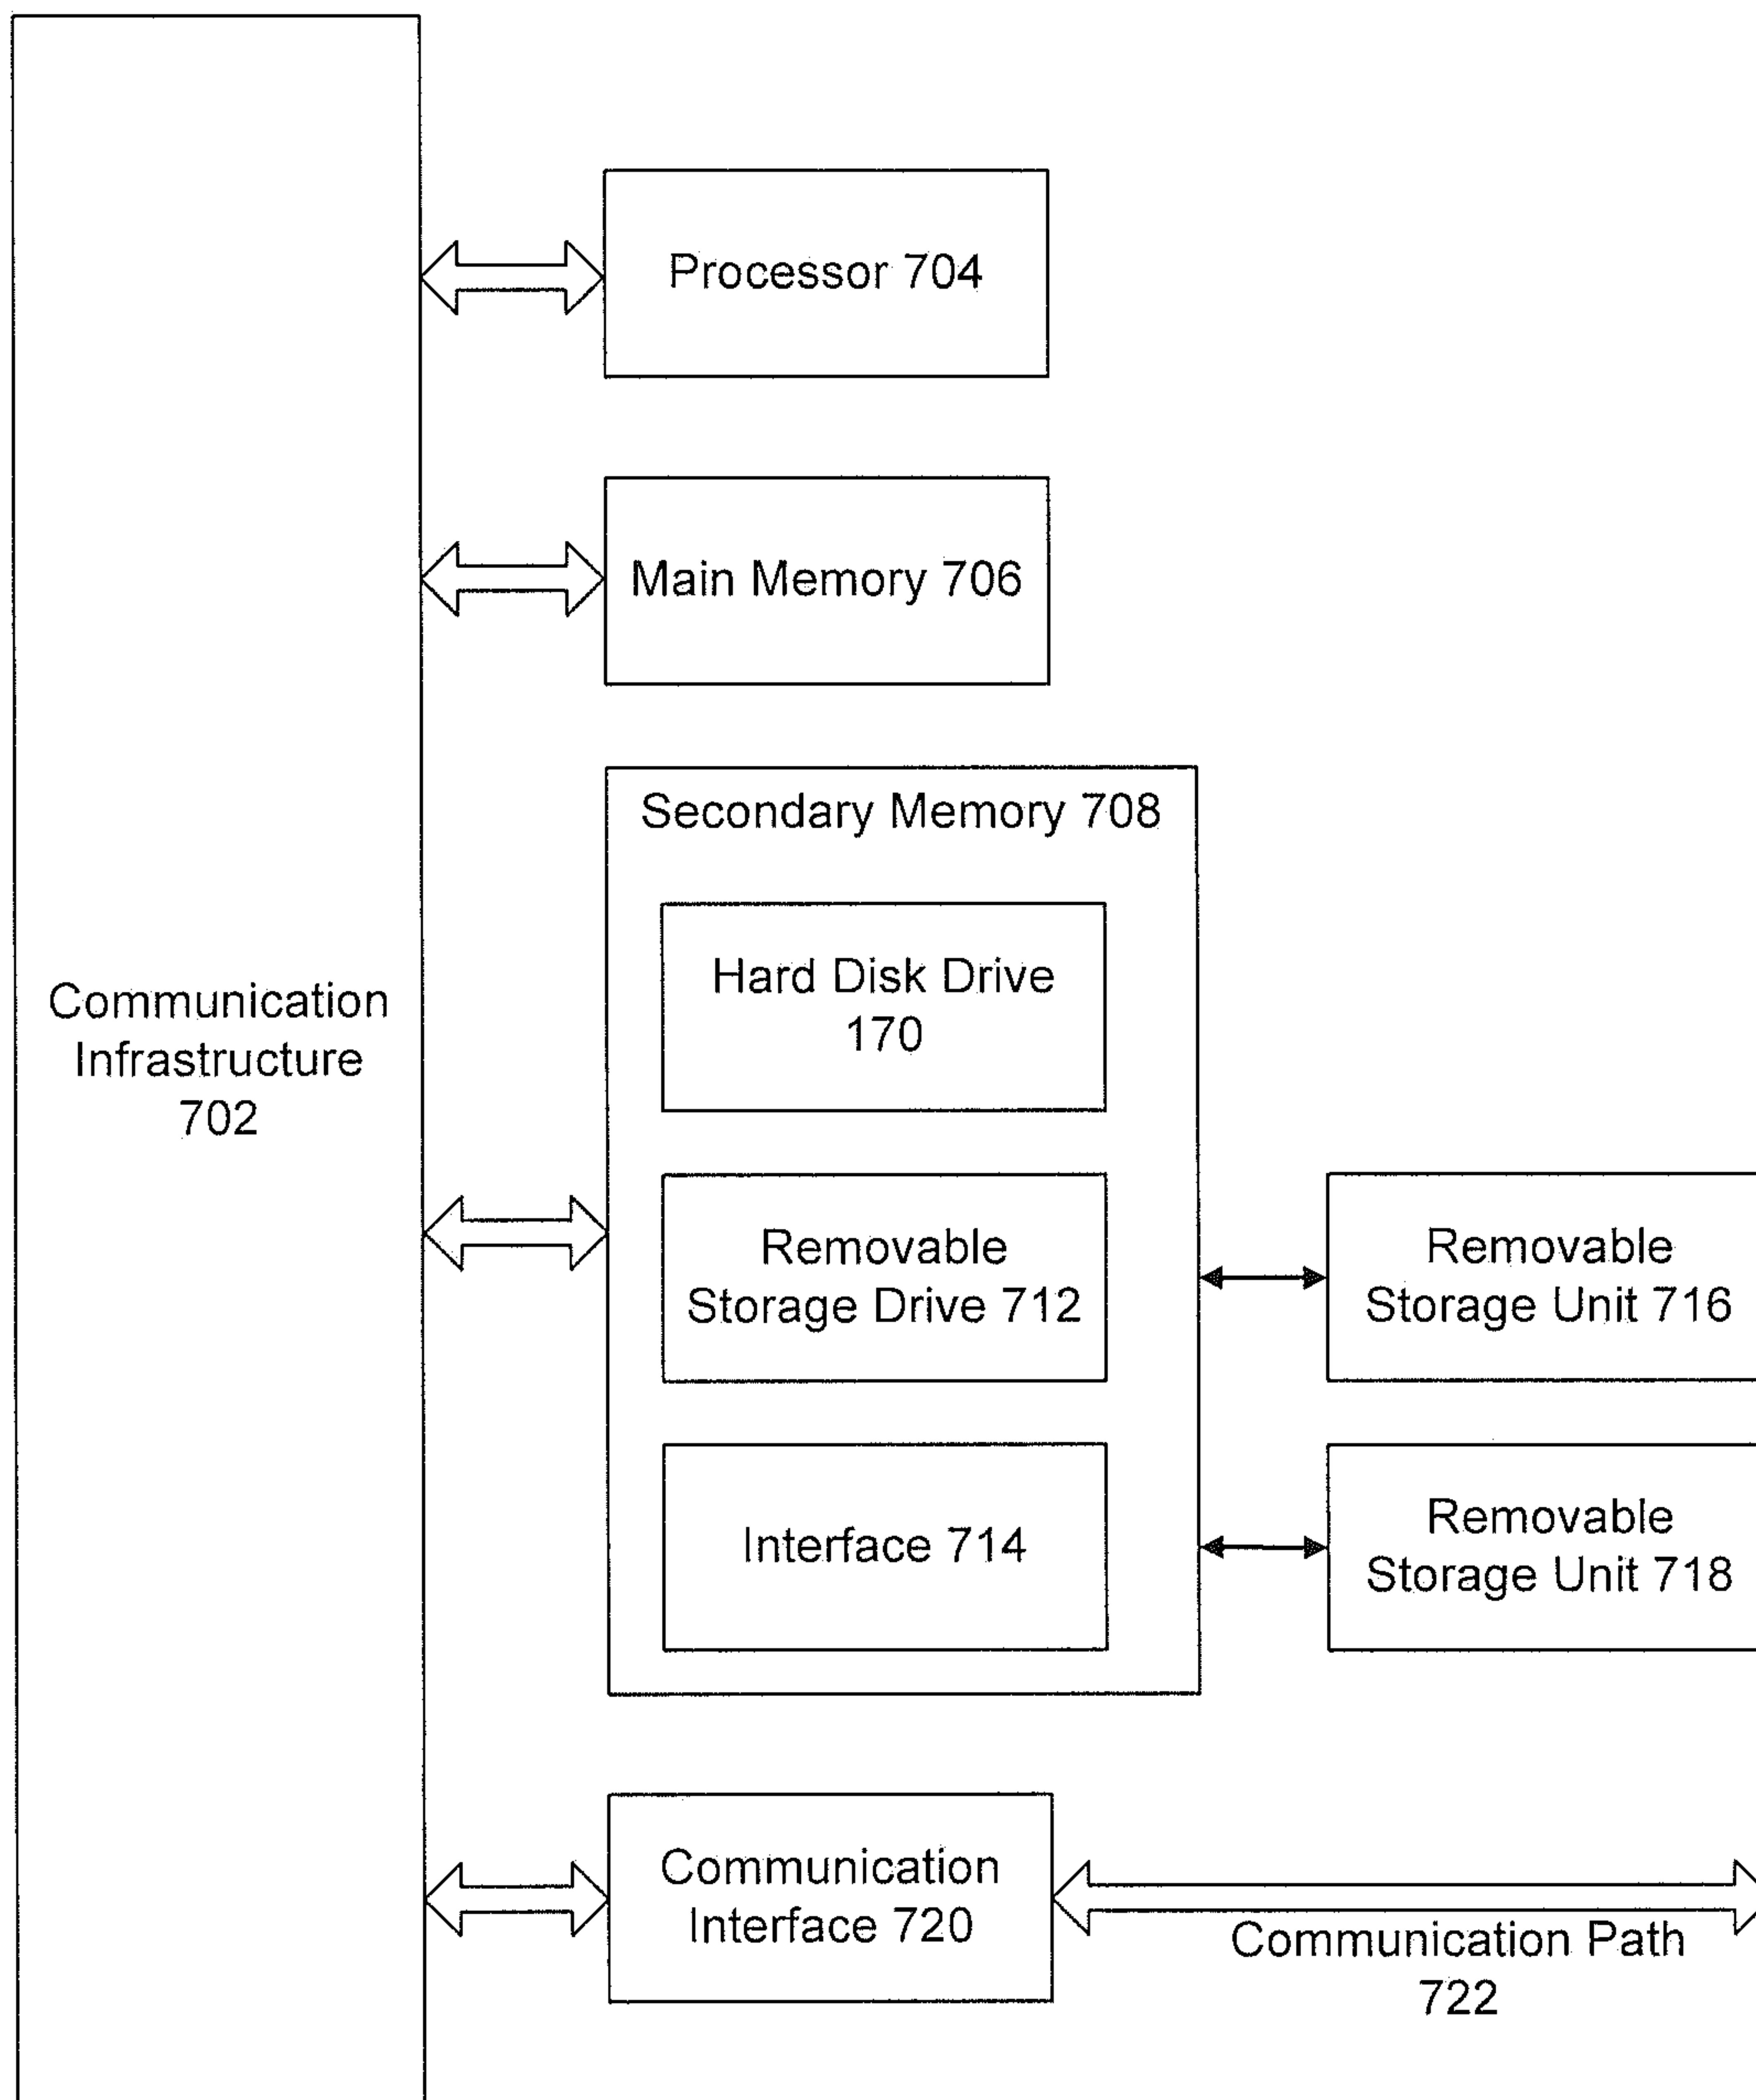 Processor 704
Main Memory 706
Secondary Memory 708
Hard Disk Drive
170
Communication
Infrastructure
702
Removable
Storage Drive 712
Removable
Storage Unit 716
Interface 714
Removable
Storage Unit 718
Communication
Interface 720
Communication Path
722